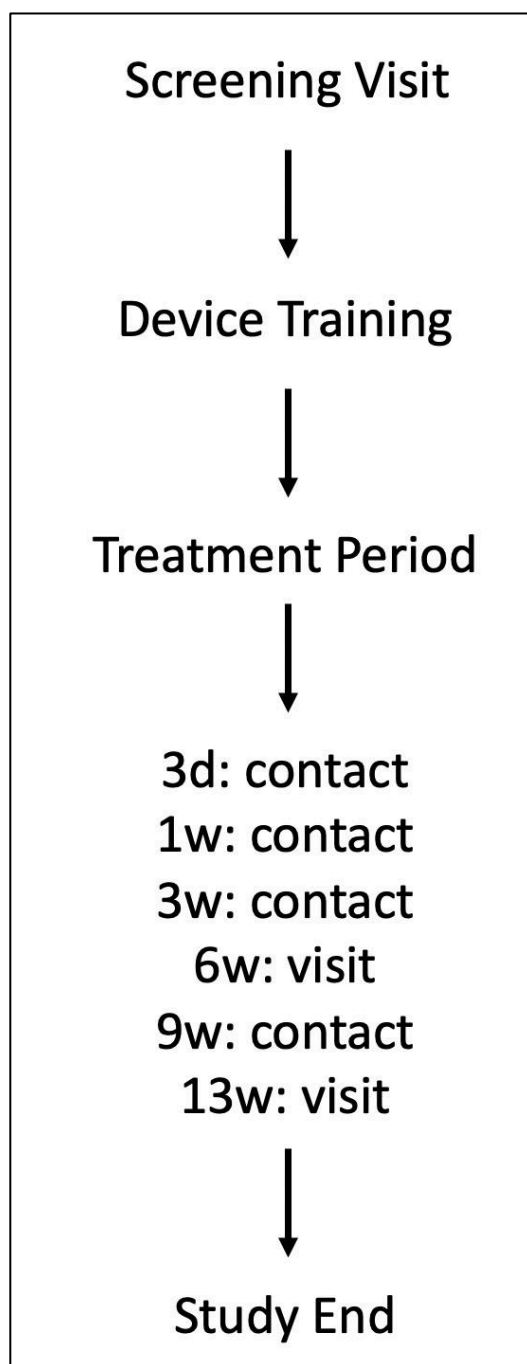 Screening Visit
Device Training
Treatment Period
3d: contact
1w: contact
3w: contact
6w: visit
9w: contact
13w: visit
Study End